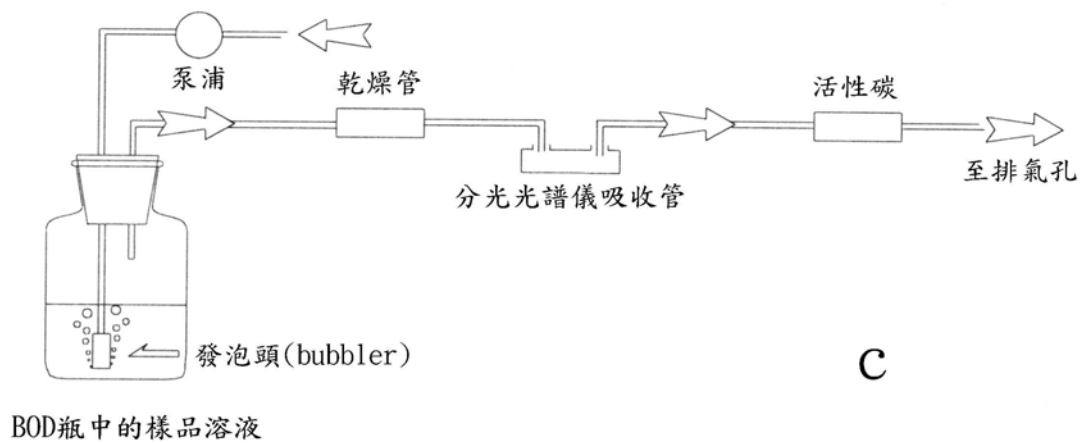 泵浦
乾燥管
活性碳
至排氣孔
分光光譜儀吸收管
發泡頭(bubbler)
C
BOD瓶中的樣品溶液